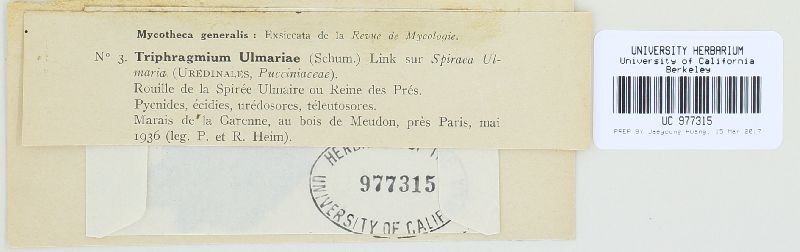 Mycotheca generalis : Exsiccata de la Revue de Mycologie.
N° 3. Triphragmium Ulmariae (Schum.) Link sur Spiraea Ul-
maria (UREDINALES, Pucciniaceae).
Rouille de la Spirée Ulmaire ou Reine des Prés.
Pycnides, écidies, urédosores, téleutosores.
Marais de la Garenne, au bois de Meudon, près Paris, mai
1936 (leg. P. et R. Heim).
977315
UNIVERSITY OF CALIF
UNIVERSITY HERBARIUM
University of California
Berkeley
UC 977315
PREP BY Jaeyoung Huang, 15 Mar 2017